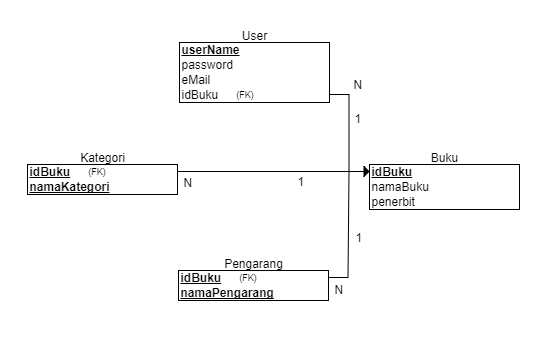 User
userName
password
eMail
idBuku (FK)
N
1
Kategori
idBuku (FK)
namaKategori
N
1
Buku
idBuku
namaBuku
penerbit
1
Pengarang
idBuku (FK)
namaPengarang
N